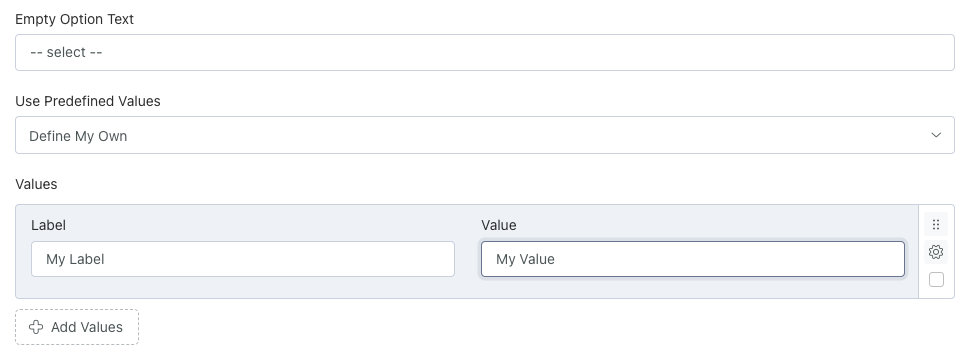 Empty Option Text
-- select --
Use Predefined Values
Define My Own
Values
Label Value
My Label My Value
Add Values